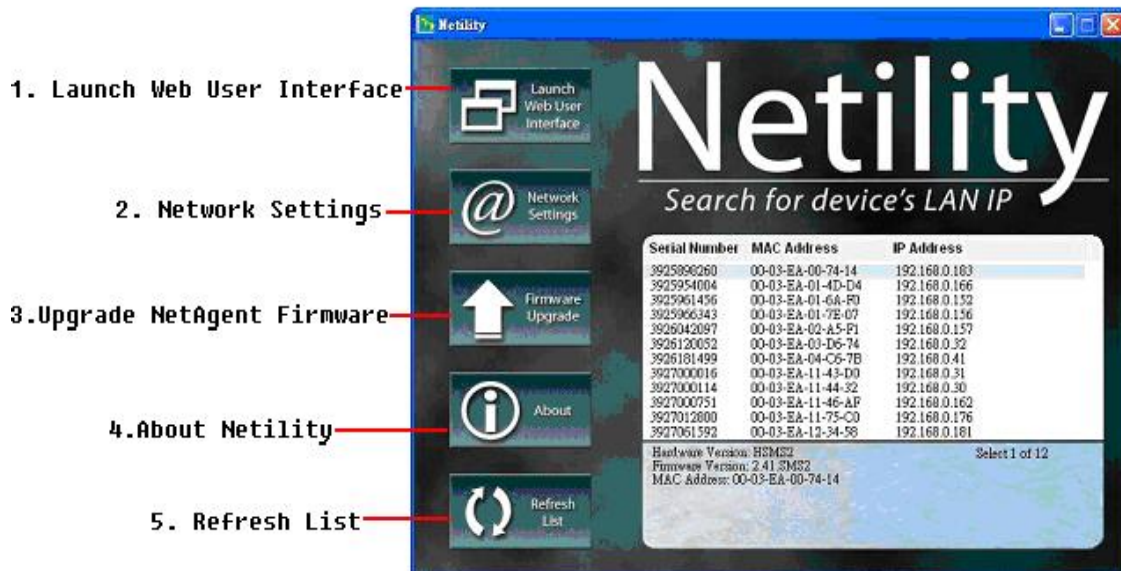 Netility
1. Launch Web User Interface
Launch
Web User
Interface
2. Network Settings
Network
Settings
3.Upgrade NetAgent Firmware
Firmware
Upgrade
4.About Netility
About
5. Refresh List
Refresh
List
Netility
Search for device's LAN IP
Serial Number MAC Address IP Address
3925898260 00-03-EA-00-74-14 192.168.0.183
3925954004 00-03-EA-01-4D-D4 192.168.0.166
3925961456 00-03-EA-01-6A-F0 192.168.0.152
3925966343 00-03-EA-01-7E-07 192.168.0.156
3926042097 00-03-EA-02-A5-F1 192.168.0.157
3926120052 00-03-EA-03-D6-74 192.168.0.32
3926181499 00-03-EA-04-C6-7B 192.168.0.41
3927000016 00-03-EA-11-43-D0 192.168.0.31
3927000114 00-03-EA-11-44-32 192.168.0.30
3927000751 00-03-EA-11-46-AF 192.168.0.162
3927012800 00-03-EA-11-75-C0 192.168.0.176
3927061592 00-03-EA-12-34-58 192.168.0.181
Hardware Version: HSMS2 Select 1 of 12
Firmware Version: 2.41.SMS2
MAC Address: 00-03-EA-00-74-14